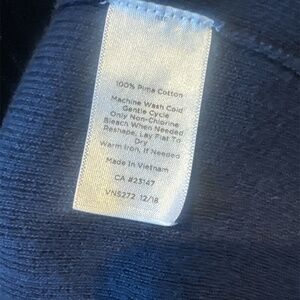 100% Pima Cotton
Machine Wash Cold
Gentle Cycle
Only Non-Chlorine
Bleach When Needed
Reshape, Lay Flat To
Dry
Warm Iron, If Needed
Made In Vietnam
CA #23147
VN5272 12/18